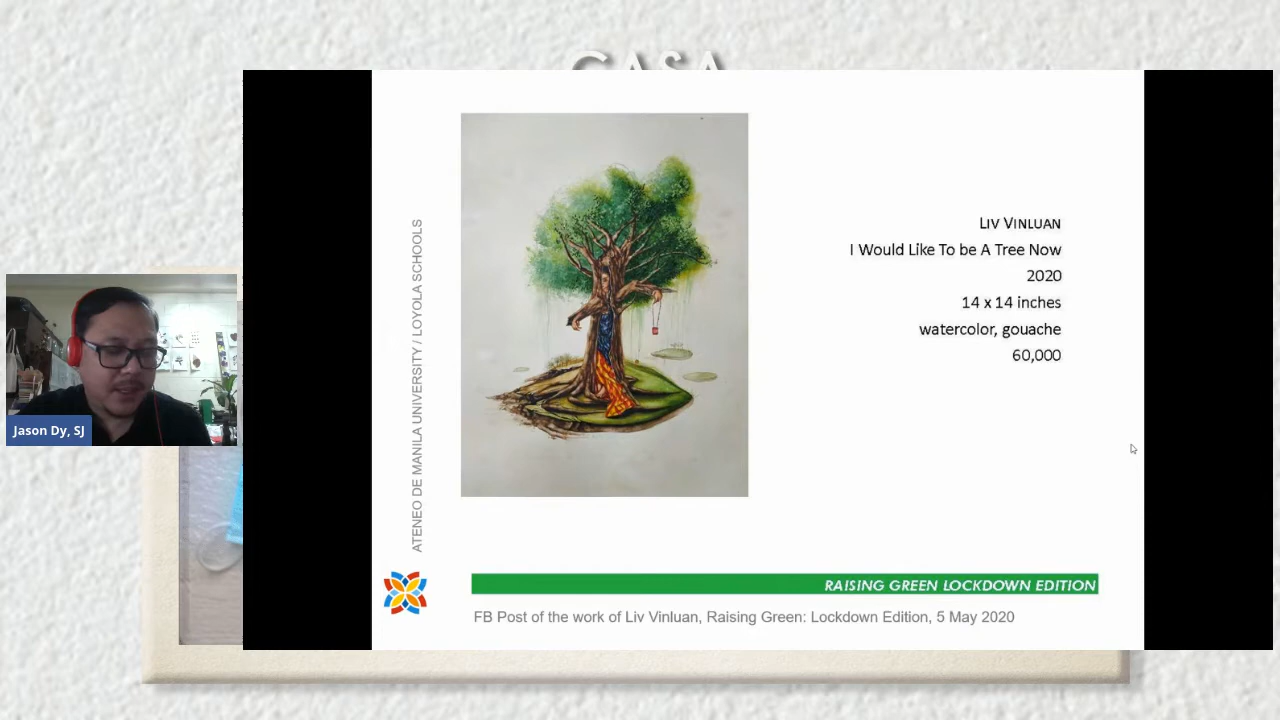 CASA
ATENEO DE MANILA UNIVERSITY / LOYOLA SCHOOLS
LIV VINLUAN
I Would Like To be A Tree Now
2020
14 x 14 inches
watercolor, gouache
60,000
Jason Dy, SJ
RAISING GREEN LOCKDOWN EDITION
FB Post of the work of Liv Vinluan, Raising Green: Lockdown Edition, 5 May 2020